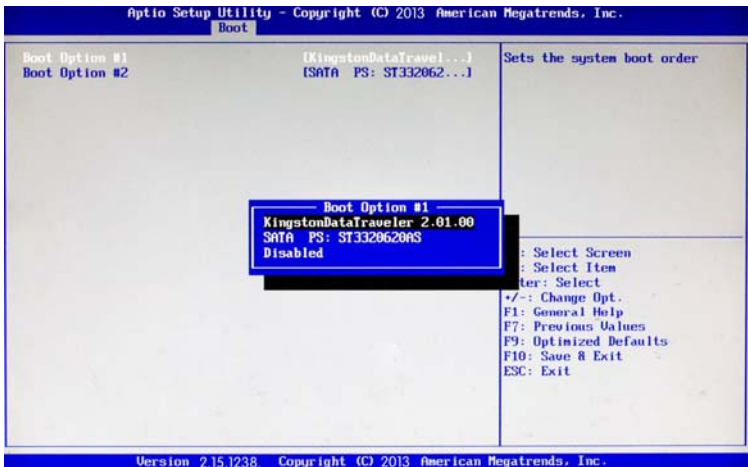 Aptio Setup Utility - Copyright (C) 2013 American Megatrends, Inc.
Boot
Boot Option #1 [KingstonDataTravel...]
Boot Option #2 [SATA PS: ST332062...]
Sets the system boot order
Boot Option #1
KingstonDataTraveler 2.01.00
SATA PS: ST3320620AS
Disabled
: Select Screen
: Select Item
ter: Select
+/-: Change Opt.
F1: General Help
F7: Previous Values
F9: Optimized Defaults
F10: Save & Exit
ESC: Exit
Version 2.15.1238. Copyright (C) 2013 American Megatrends, Inc.